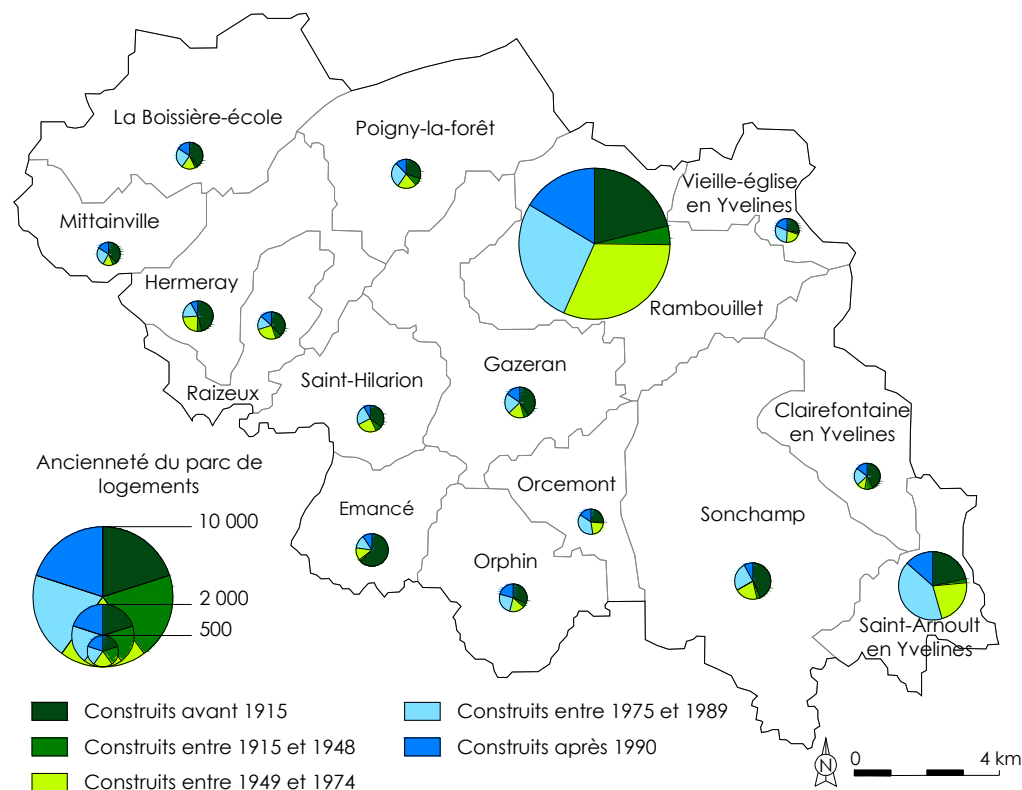 La Boissière-école
Poigny-la-forêt
Vieille-église
en Yvelines
Mittainville
Hermeray
Rambouillet
Gazeran
Saint-Hilarion
Raizeux
Clairefontaine
en Yvelines
Ancienneté du parc de
logements
Orcemont
Emancé
Sonchamp
10 000
Orphin
2 000
500
Saint-Arnoult
en Yvelines
Construits avant 1915
Construits entre 1915 et 1948
Construits entre 1949 et 1974
Construits entre 1975 et 1989
Construits après 1990
N
0
4 km